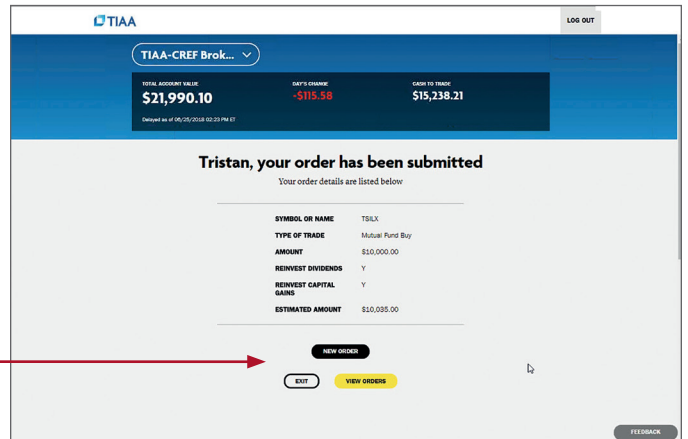 TIAA
LOG OUT
TIAA-CREF Brok...
TOTAL ACCOUNT VALUE
DAY'S CHANGE
CASH TO TRADE
$21,990.10
-$115.58
$15,238.21
Delayed as of 06/25/2018 02:23 PM ET
Tristan, your order has been submitted
Your order details are listed below
SYMBOL OR NAME TSILX
TYPE OF TRADE Mutual Fund Buy
AMOUNT $10,000.00
REINVEST DIVIDENDS Y
REINVEST CAPITAL Y
GAINS
ESTIMATED AMOUNT $10,035.00
NEW ORDER
EXIT
VIEW ORDERS
FEEDBACK